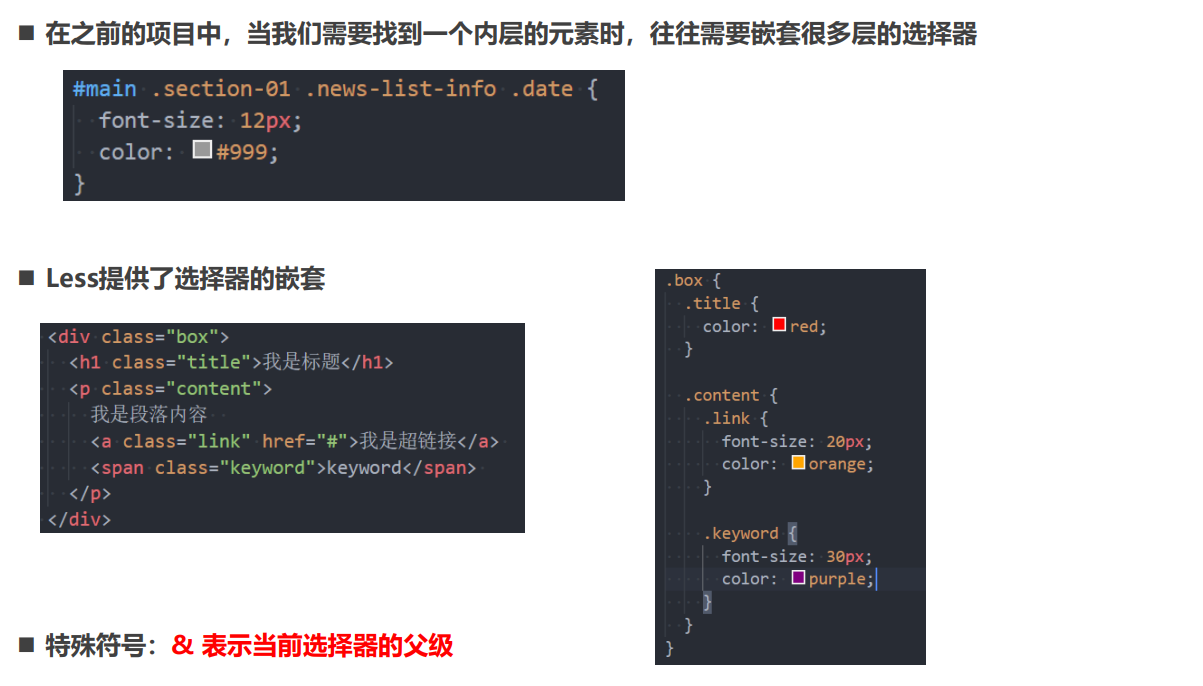 在之前的项目中，当我们需要找到一个内层的元素时，往往需要嵌套很多层的选择器
#main .section-01 .news-list-info .date {
font-size: 12px;
color: #999;
}
Less提供了选择器的嵌套
<div class="box">
<h1 class="title">我是标题</h1>
<p class="content">
我是段落内容
<a class="link" href="#">我是超链接</a>
<span class="keyword">keyword</span>
</p>
</div>
.box {
.title {
color: red;
}
.content {
.link {
font-size: 20px;
color: orange;
}
.keyword {
font-size: 30px;
color: purple;
}
}
}
特殊符号：& 表示当前选择器的父级